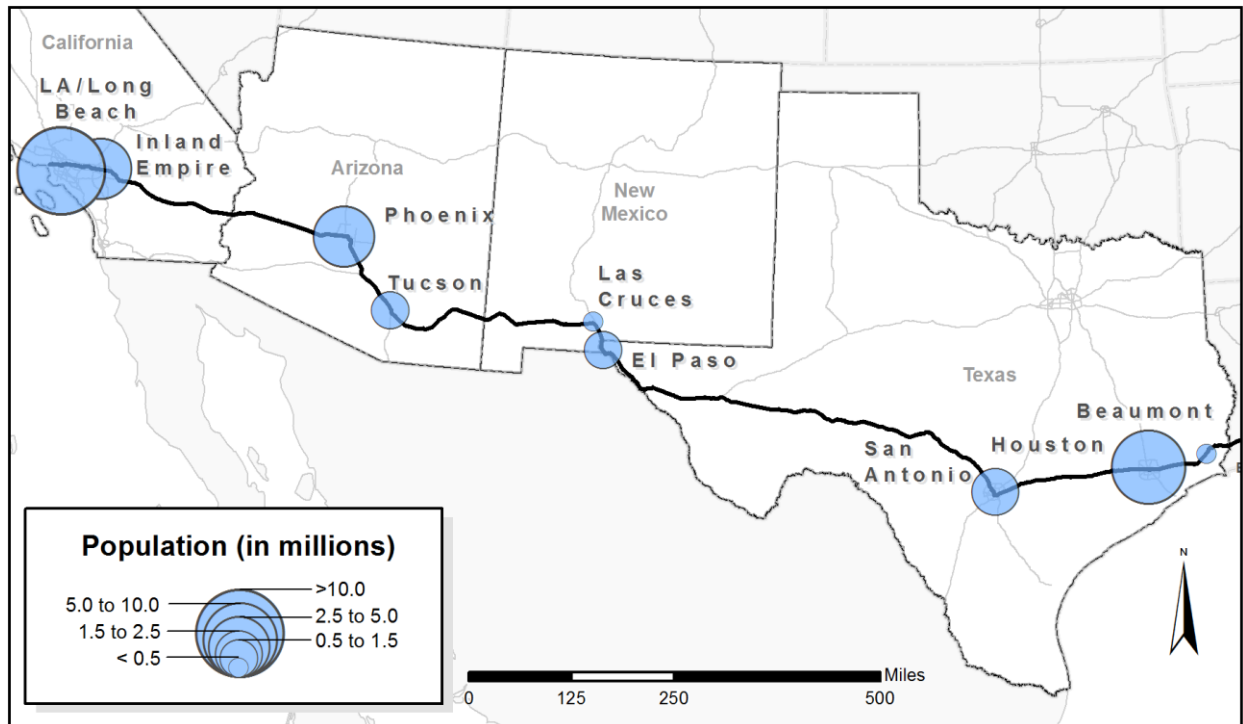 California
LA/Long
Beach
Inland
Empire
Arizona
Phoenix
Tucson
New
Mexico
Las
Cruces
El Paso
Texas
Beaumont
Houston
San
Antonio
Population (in millions)
>10.0
5.0 to 10.0
2.5 to 5.0
1.5 to 2.5
0.5 to 1.5
< 0.5
N
Miles
0 125 250 500